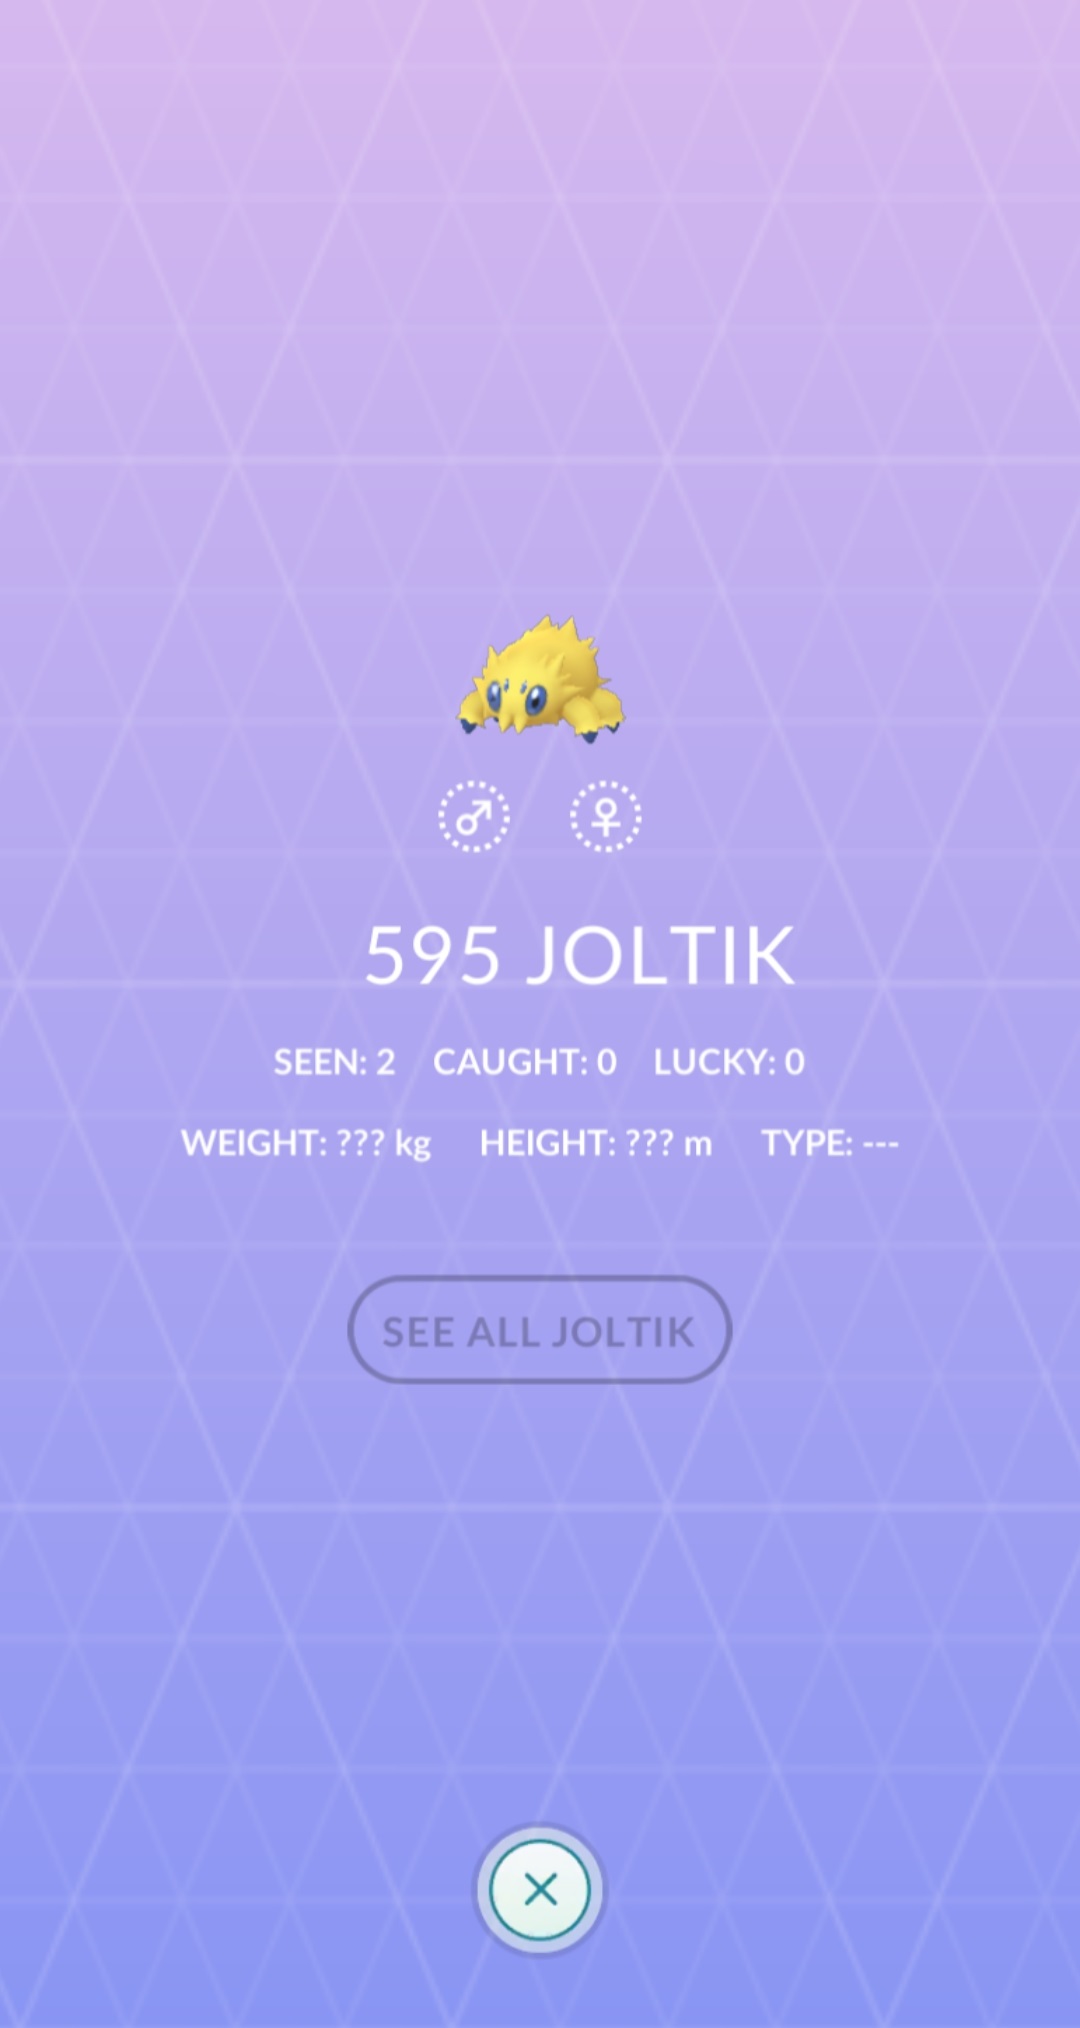 595 JOLTIK
SEEN: 2 CAUGHT: 0 LUCKY: 0
WEIGHT: ??? kg HEIGHT: ??? m TYPE: ---
SEE ALL JOLTIK